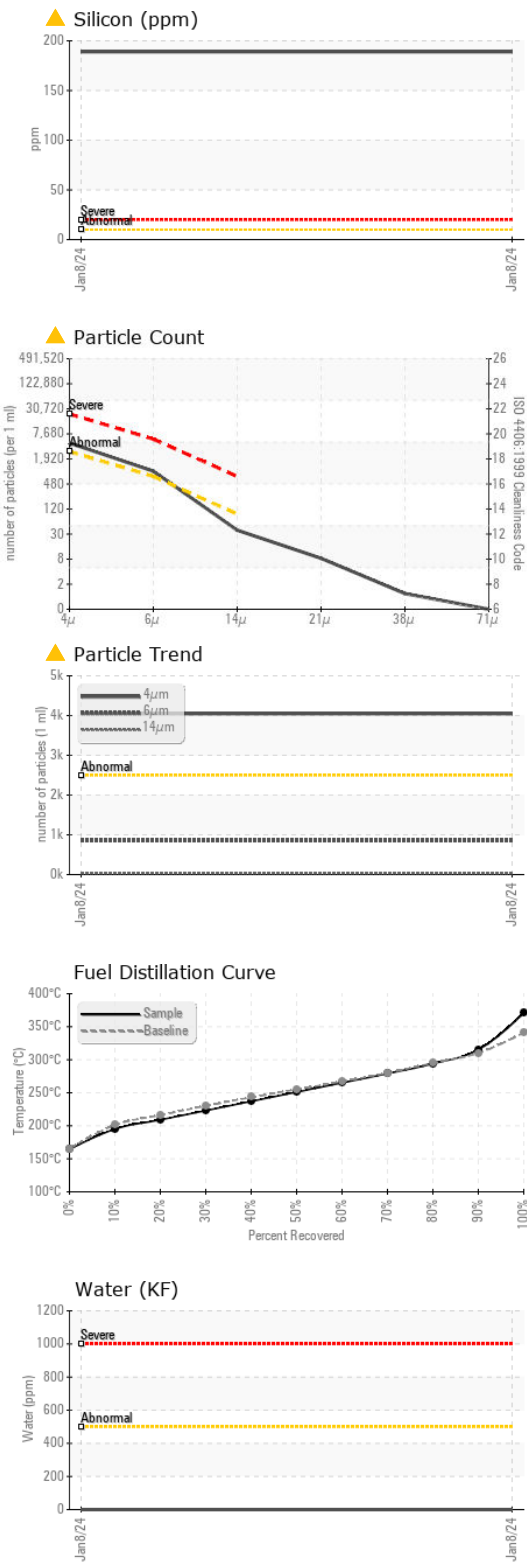 Silicon (ppm)
200
150
100
50
0
ppm
Severe
Abnormal
Jan8/24
Jan8/24
Particle Count
491,520
122,880
30,720
7,680
1,920
480
120
30
8
2
0
number of particles (per 1 ml)
Severe
Abnormal
26
24
22
20
18
16
14
12
10
8
6
ISO 4406:1999 Cleanliness Code
4µ
6µ
14µ
21µ
38µ
71µ
Particle Trend
5k
4k
3k
2k
1k
0k
number of particles (1 ml)
4µm
6µm
14µm
Abnormal
Jan8/24
Jan8/24
Fuel Distillation Curve
400°C
350°C
300°C
250°C
200°C
150°C
100°C
Temperature (°C)
Sample
Baseline
0%
10%
20%
30%
40%
50%
60%
70%
80%
90%
100%
Percent Recovered
Water (KF)
1200
1000
800
600
400
200
0
Water (ppm)
Severe
Abnormal
Jan8/24
Jan8/24